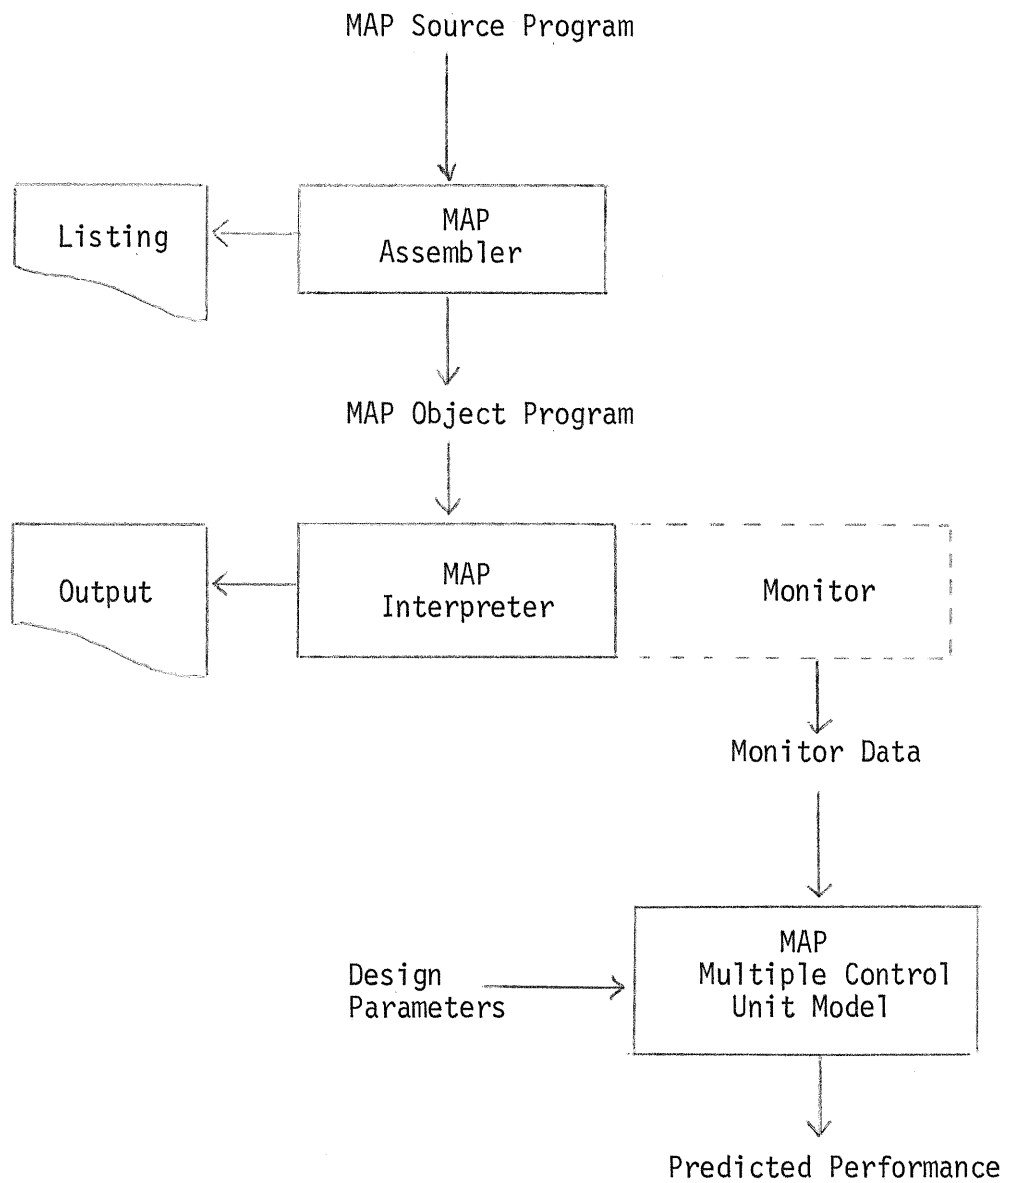 MAP Source Program
Listing
MAP
Assembler
MAP Object Program
Output
MAP
Interpreter
Monitor
Monitor Data
MAP
Multiple Control
Unit Model
Design
Parameters
Predicted Performance